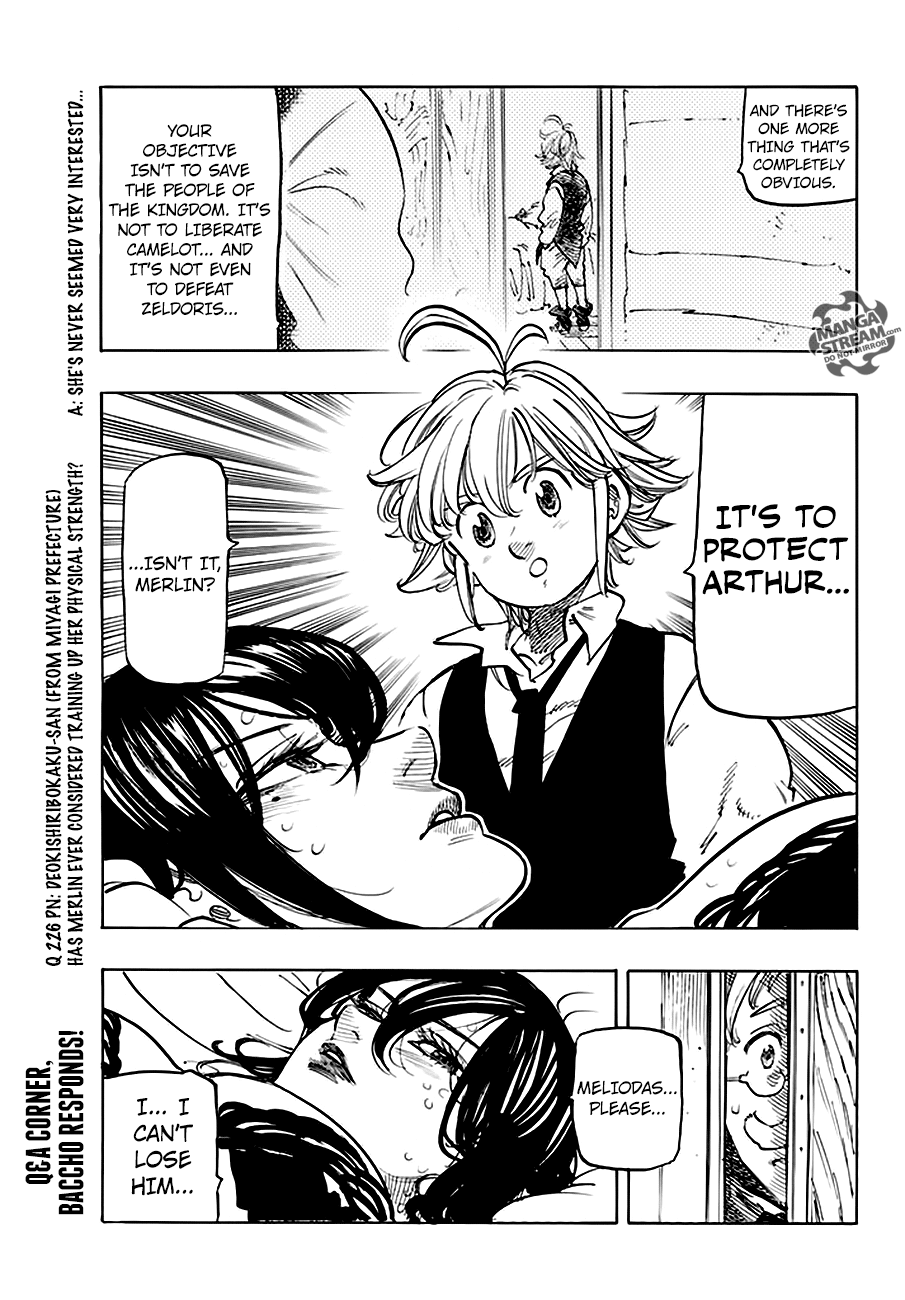 AND THERE'S
ONE MORE
THING THAT'S
COMPLETELY
OBVIOUS.
YOUR
OBJECTIVE
ISN'T TO SAVE
THE PEOPLE OF
THE KINGDOM. IT'S
NOT TO LIBERATE
CAMELOT... AND
IT'S NOT EVEN
TO DEFEAT
ZELDORIS...
MANGA
STREAM.com
DO NOT MIRROR
IT'S TO
PROTECT
ARTHUR...
...ISN'T IT,
MERLIN?
MELIODAS...
PLEASE...
I... I
CAN'T
LOSE
HIM...
Q&A CORNER,
BACCHO RESPONDS!
Q 226 PN: DEOKISHIRIBOKAKU-SAN (FROM MIYAGI PREFECTURE)
HAS MERLIN EVER CONSIDERED TRAINING UP HER PHYSICAL STRENGTH?
A: SHE'S NEVER SEEMED VERY INTERESTED...